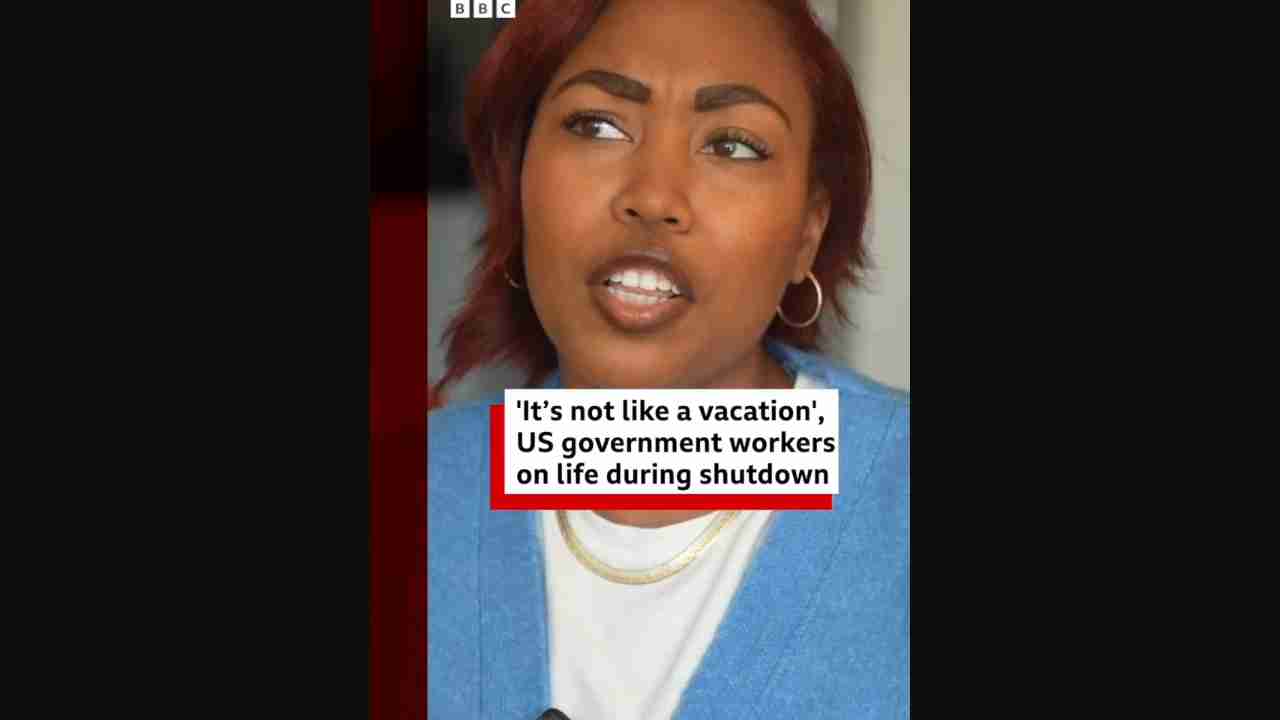 BBC
'It’s not like a vacation',
US government workers
on life during shutdown